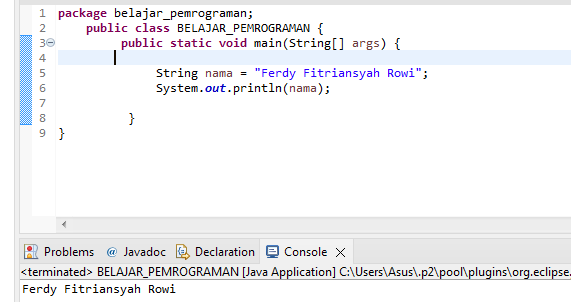 1 package belajar_pemrograman;
2 public class BELAJAR_PEMROGRAMAN {
3 public static void main(String[] args) {
4
5 String nama = "Ferdy Fitriansyah Rowi";
6 System.out.println(nama);
7
8 }
9 }
Problems @ Javadoc Declaration Console
<terminated> BELAJAR_PEMROGRAMAN [Java Application] C:\Users\Asus\.p2\pool\plugins\org.eclipse.
Ferdy Fitriansyah Rowi